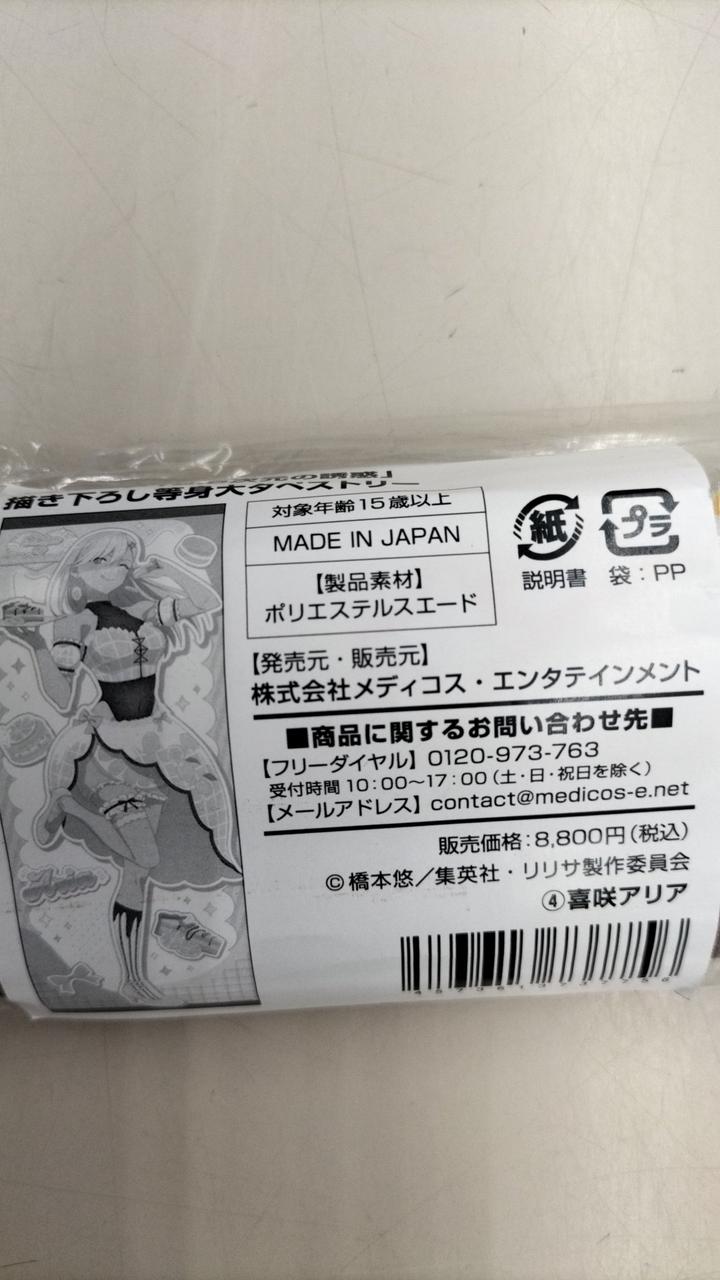 元の誘惑」
描き下ろし等身大タペストリー
対象年齢15歳以上
MADE IN JAPAN
【製品素材】
ポリエステルスエード
紙
プラ
説明書 袋：PP
【発売元・販売元】
株式会社メディコス・エンタテインメント
■商品に関するお問い合わせ先■
【フリーダイヤル】0120-973-763
受付時間 10：00～17：00（土・日・祝日を除く）
【メールアドレス】contact@medicos-e.net
販売価格：8,800円（税込）
©橋本悠／集英社・リリサ製作委員会
④喜咲アリア
Aria